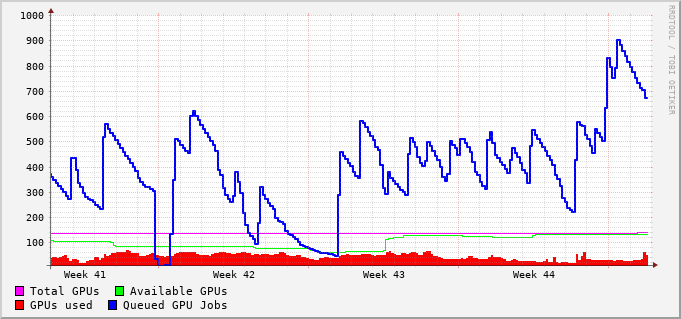 1000
900
800
700
600
500
400
300
200
100
Week 41 Week 42 Week 43 Week 44
Total GPUs Available GPUs
GPUs used Queued GPU Jobs
RRDTOOL / TOBI OETIKER